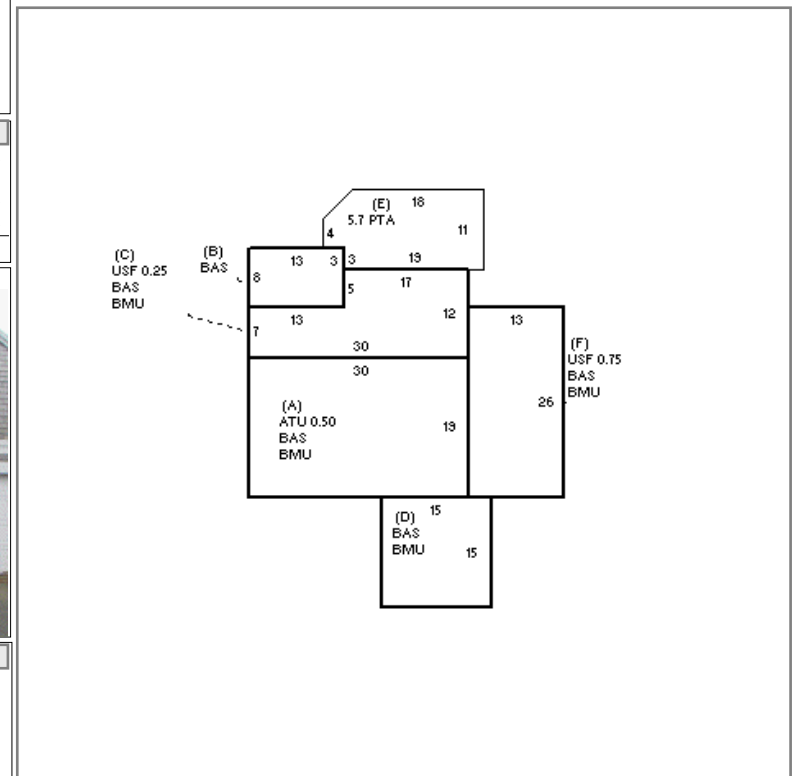 (E)
18
5.7 PTA
4
11
(C)
USF 0.25
BAS
BMU
(B)
BAS
13
3
3
19
8
5
17
7
13
12
30
13
(F)
USF 0.75
BAS
BMU
30
(A)
ATU 0.50
BAS
BMU
19
26
(D)
BAS
BMU
15
15